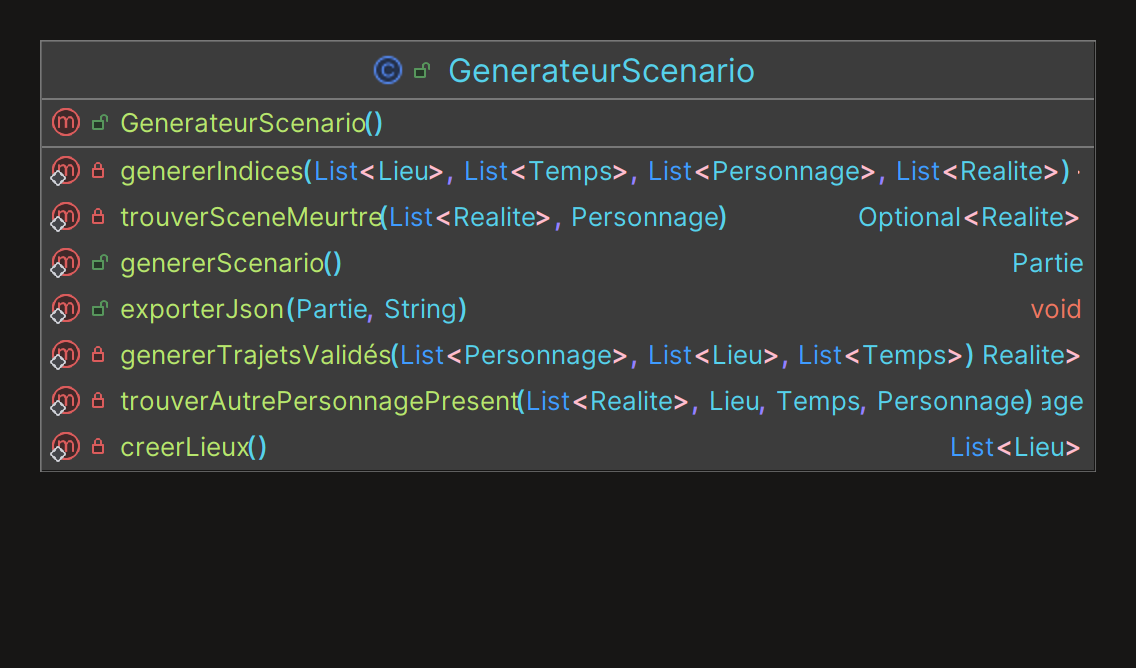 GenerateurScenario
GenerateurScenario()
genererIndices(List<Lieu>, List<Temps>, List<Personnage>, List<Realite>)
trouverSceneMeurtre(List<Realite>, Personnage) Optional<Realite>
genererScenario() Partie
exporterJson(Partie, String) void
genererTrajetsValidés(List<Personnage>, List<Lieu>, List<Temps>) Realite>
trouverAutrePersonnagePresent(List<Realite>, Lieu, Temps, Personnage) age
creerLieux() List<Lieu>